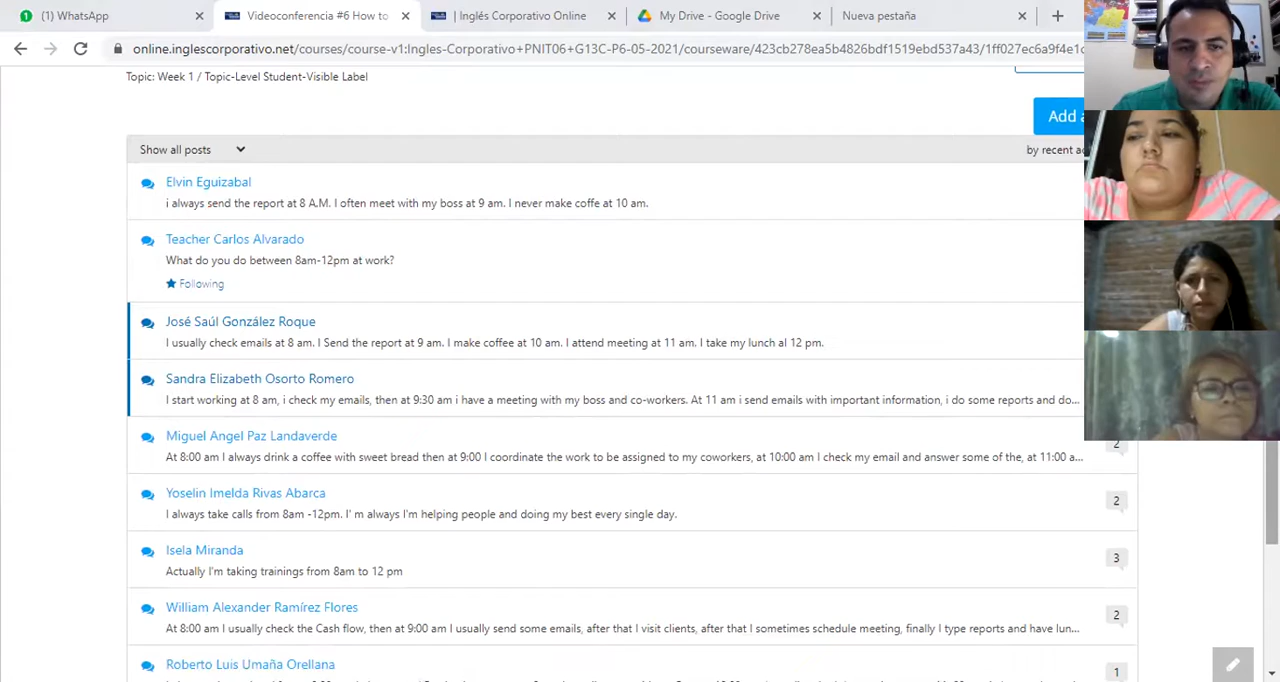 (1) WhatsApp
Videoconferencia #6 How to
| Inglés Corporativo Online
My Drive - Google Drive
Nueva pestaña
online.inglescorporativo.net/courses/course-v1:Ingles-Corporativo+PNIT06+G13C-P6-05-2021/courseware/423cb278ea5b4826bdf1519ebd537a43/1ff027ec6a9f4e1c
Topic: Week 1 / Topic-Level Student-Visible Label
Add a
Show all posts
by recent ac
Elvin Eguizabal
i always send the report at 8 A.M. I often meet with my boss at 9 am. I never make coffe at 10 am.
Teacher Carlos Alvarado
What do you do between 8am-12pm at work?
Following
José Saúl González Roque
I usually check emails at 8 am. I Send the report at 9 am. I make coffee at 10 am. I attend meeting at 11 am. I take my lunch al 12 pm.
Sandra Elizabeth Osorto Romero
I start working at 8 am, i check my emails, then at 9:30 am i have a meeting with my boss and co-workers. At 11 am i send emails with important information, i do some reports and do...
Miguel Angel Paz Landaverde
2
At 8:00 am I always drink a coffee with sweet bread then at 9:00 I coordinate the work to be assigned to my coworkers, at 10:00 am I check my email and answer some of the, at 11:00 a...
Yoselin Imelda Rivas Abarca
2
I always take calls from 8am -12pm. I' m always I'm helping people and doing my best every single day.
Isela Miranda
3
Actually I'm taking trainings from 8am to 12 pm
William Alexander Ramírez Flores
2
At 8:00 am I usually check the Cash flow, then at 9:00 am I usually send some emails, after that I visit clients, after that I sometimes schedule meeting, finally I type reports and have lun...
Roberto Luis Umaña Orellana
1